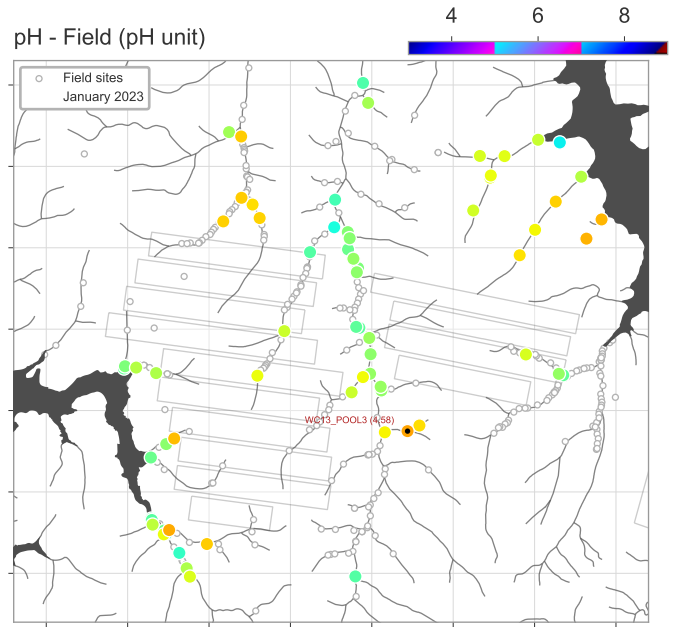 pH - Field (pH unit)
4 6 8
Field sites
January 2023
WC13_POOL3 (4.58)